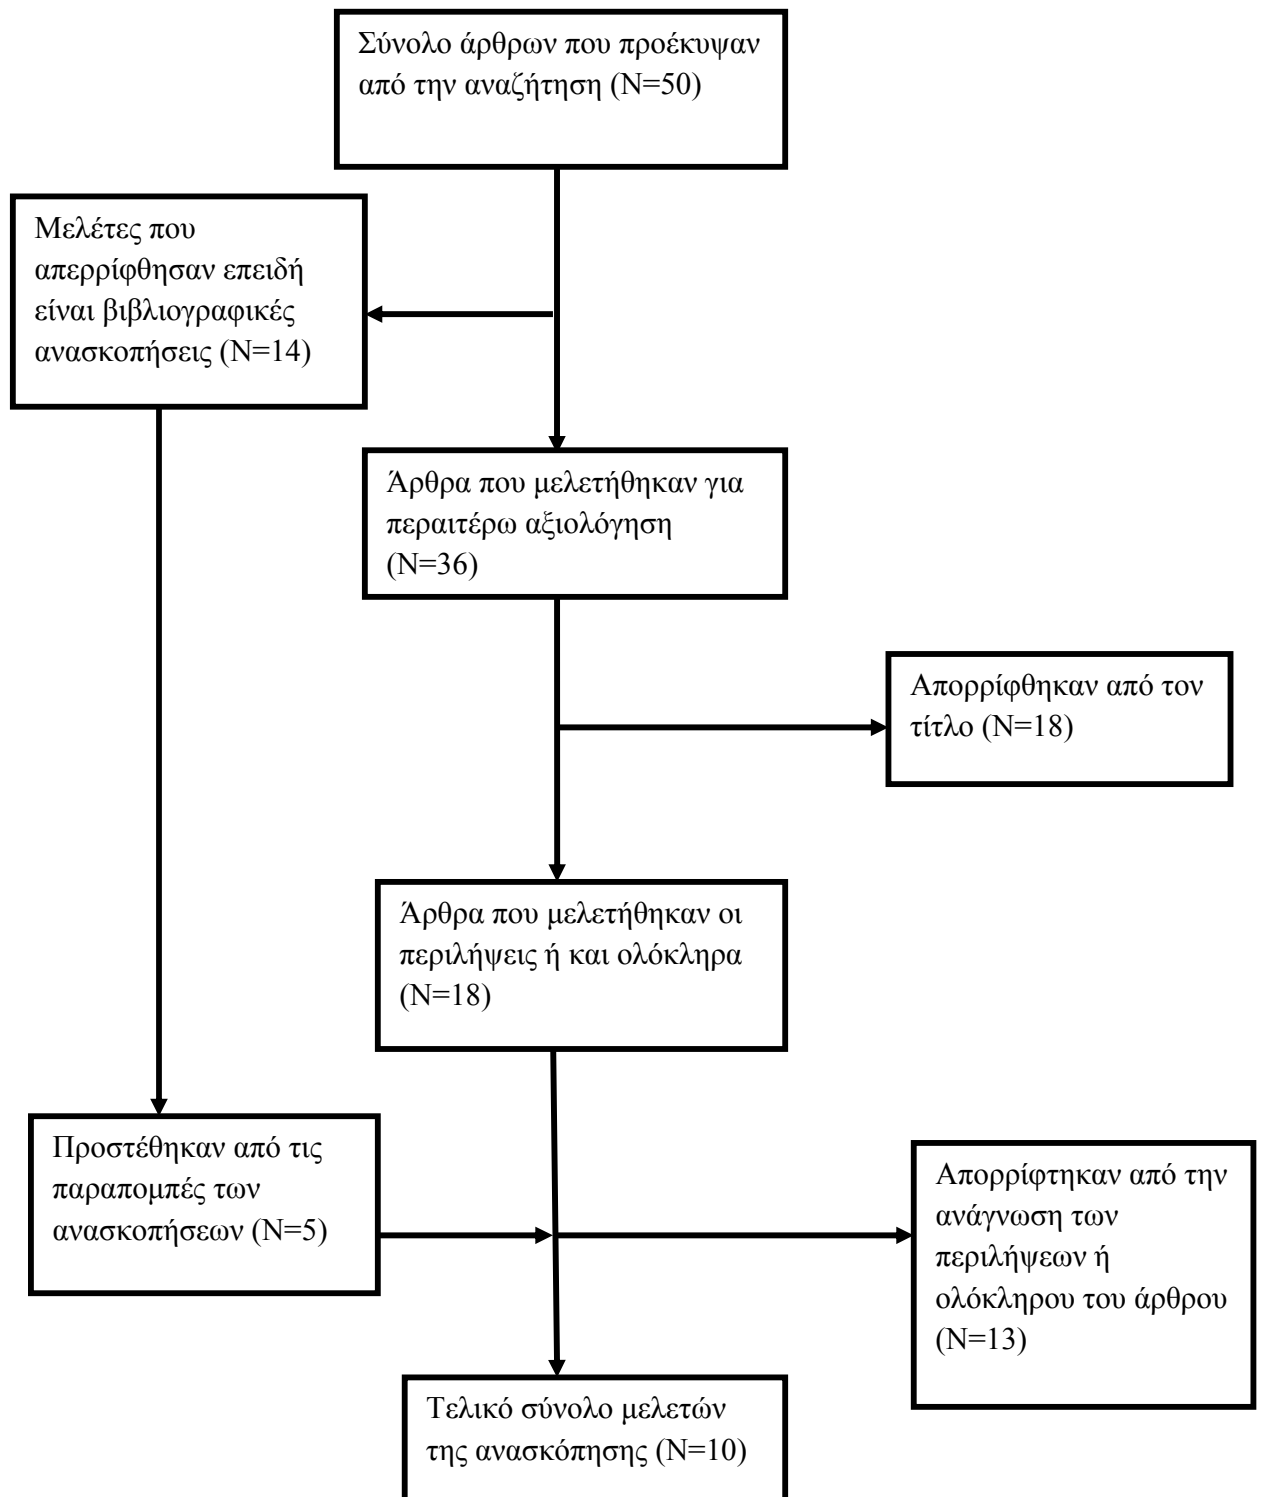 Σύνολο άρθρων που προέκυψαν
από την αναζήτηση (N=50)
Μελέτες που
απερρίφθησαν επειδή
είναι βιβλιογραφικές
ανασκοπήσεις (N=14)
Άρθρα που μελετήθηκαν για
περαιτέρω αξιολόγηση
(N=36)
Απορρίφθηκαν από τον
τίτλο (N=18)
Άρθρα που μελετήθηκαν οι
περιλήψεις ή και ολόκληρα
(N=18)
Προστέθηκαν από τις
παραπομπές των
ανασκοπήσεων (N=5)
Απορρίφτηκαν από την
ανάγνωση των
περιλήψεων ή
ολόκληρου του άρθρου
(N=13)
Τελικό σύνολο μελετών
της ανασκόπησης (N=10)